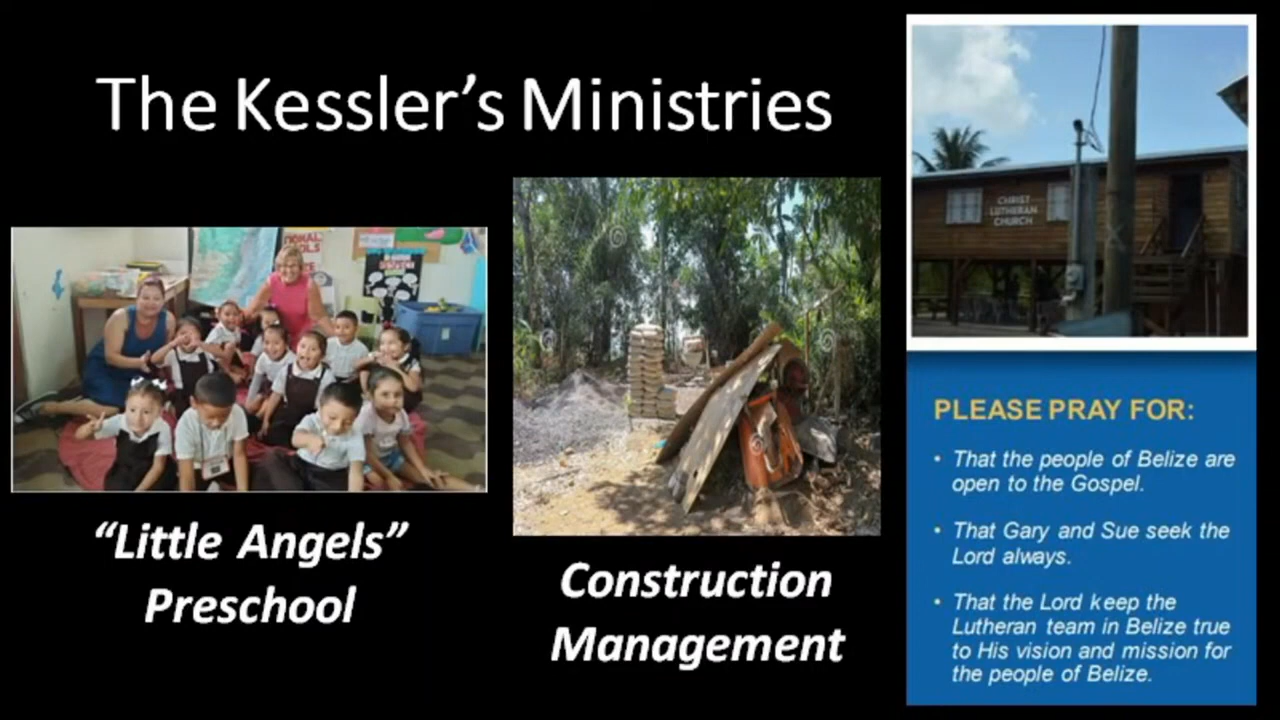 The Kessler's Ministries
"Little Angels"
Preschool
Construction
Management
CHRIST
LUTHERAN
CHURCH
PLEASE PRAY FOR:
• That the people of Belize are
open to the Gospel.
• That Gary and Sue seek the
Lord always.
• That the Lord keep the
Lutheran team in Belize true
to His vision and mission for
the people of Belize.